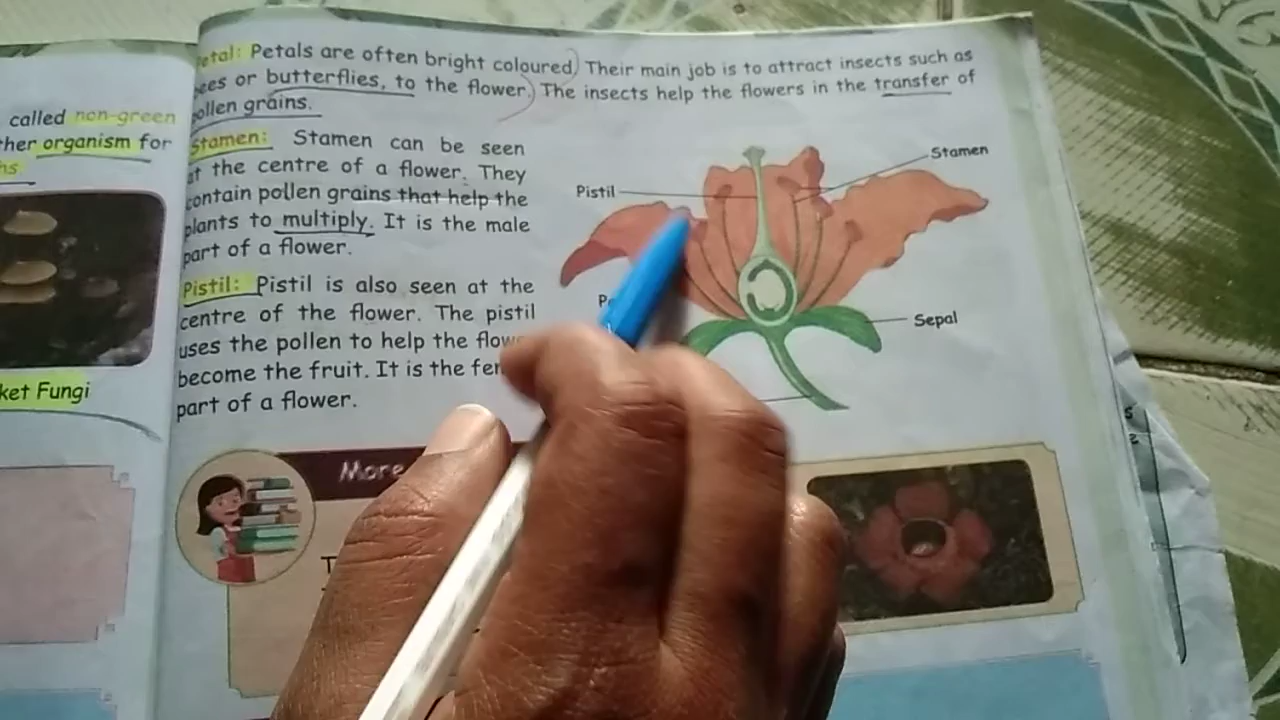 etal: Petals are often bright coloured. Their main job is to attract insects such as
ees or butterflies, to the flower. The insects help the flowers in the transfer of
ollen grains.
Stamen: Stamen can be seen
at the centre of a flower. They
contain pollen grains that help the
plants to multiply. It is the male
part of a flower.
Pistil: Pistil is also seen at the
centre of the flower. The pistil
uses the pollen to help the flow
become the fruit. It is the fe
part of a flower.
Pistil
Stamen
Sepal
More
called non-green
ther organism for
ket Fungi